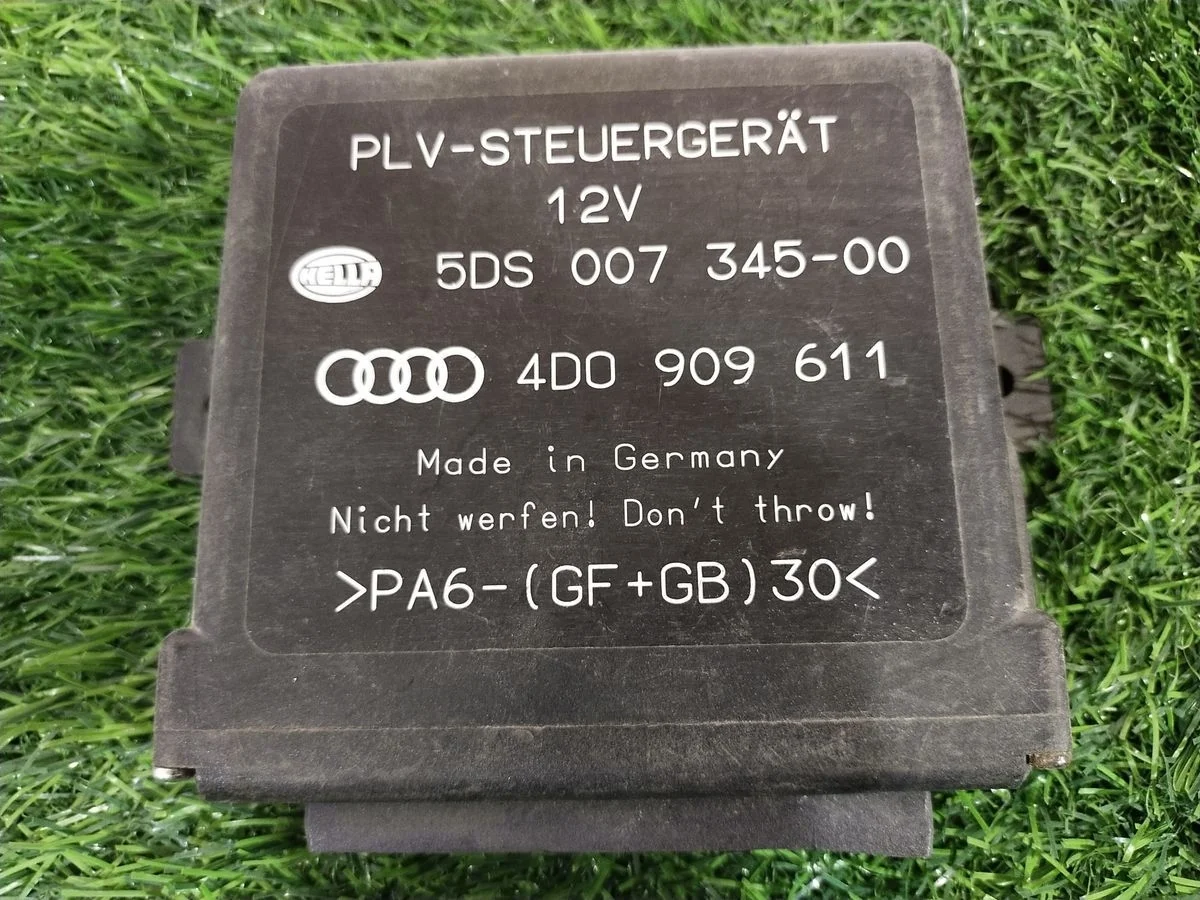 PLV-STEUERGERÄT
12V
HELLA 5DS 007 345-00
4D0 909 611
Made in Germany
Nicht werfen! Don't throw!
>PA6-(GF+GB)30<